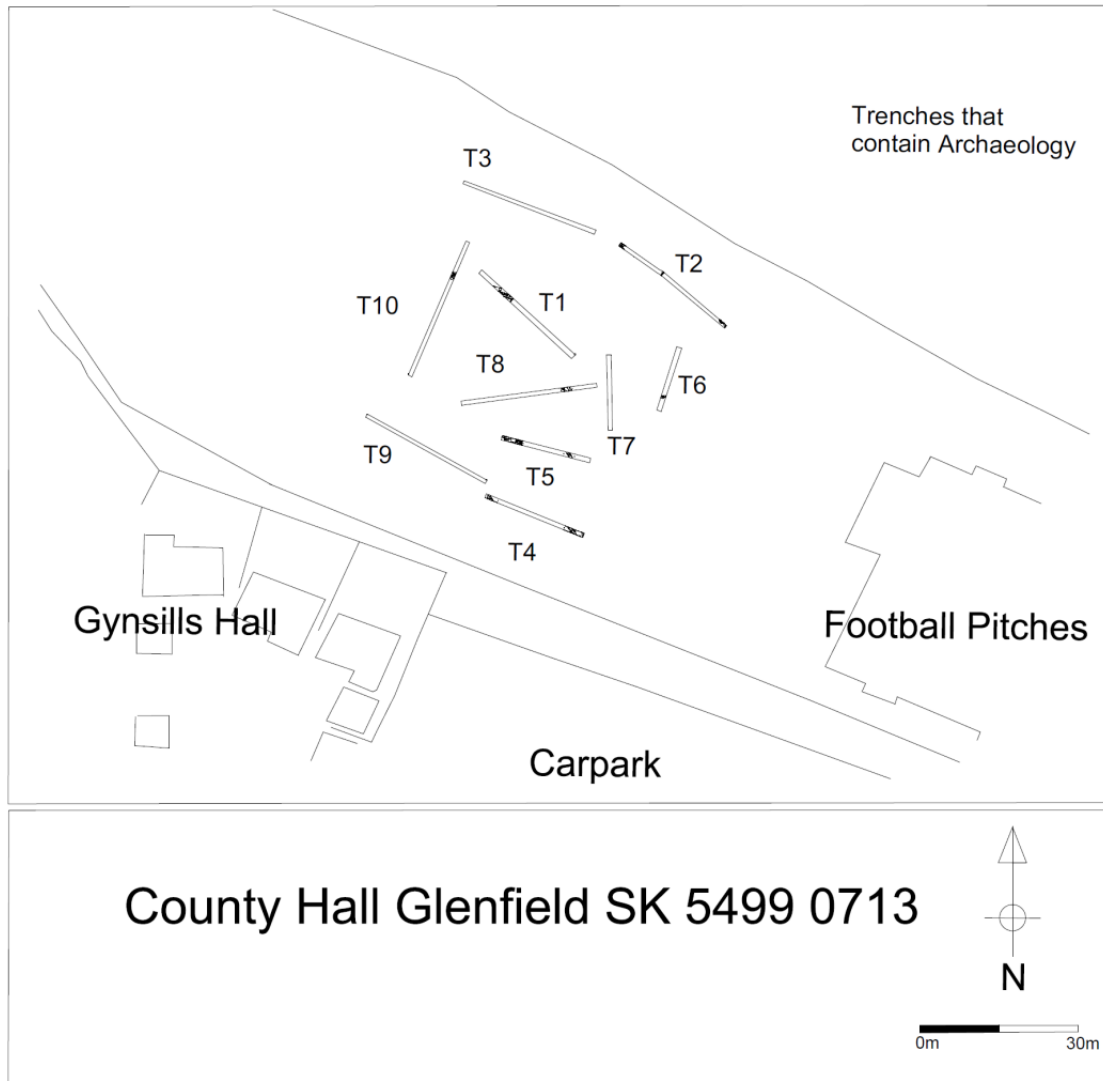 Trenches that
contain Archaeology
T3
T2
T10
T1
T8
T6
T7
T9
T5
T4
Gynsills Hall
Football Pitches
Carpark
County Hall Glenfield SK 5499 0713
N
0m
30m